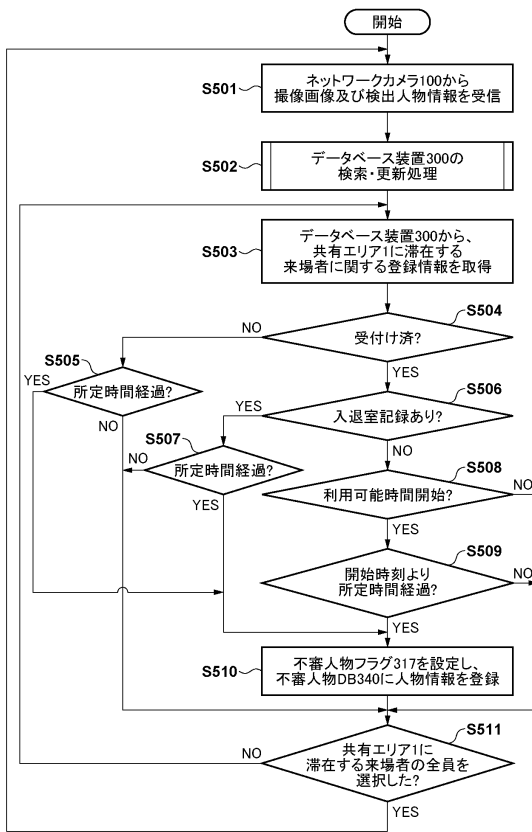 開始
S501
ネットワークカメラ100から
撮像画像及び検出人物情報を受信
S502
データベース装置300の
検索・更新処理
S503
データベース装置300から、
共有エリア1に滞在する
来場者に関する登録情報を取得
S504
受付け済?
NO
YES
S505
所定時間経過?
YES
NO
S506
入退室記録あり?
YES
NO
S507
所定時間経過?
NO
YES
S508
利用可能時間開始?
NO
YES
S509
開始時刻より
所定時間経過?
NO
YES
S510
不審人物フラグ317を設定し、
不審人物DB340に人物情報を登録
S511
共有エリア1に
滞在する来場者の全員を
選択した?
NO
YES